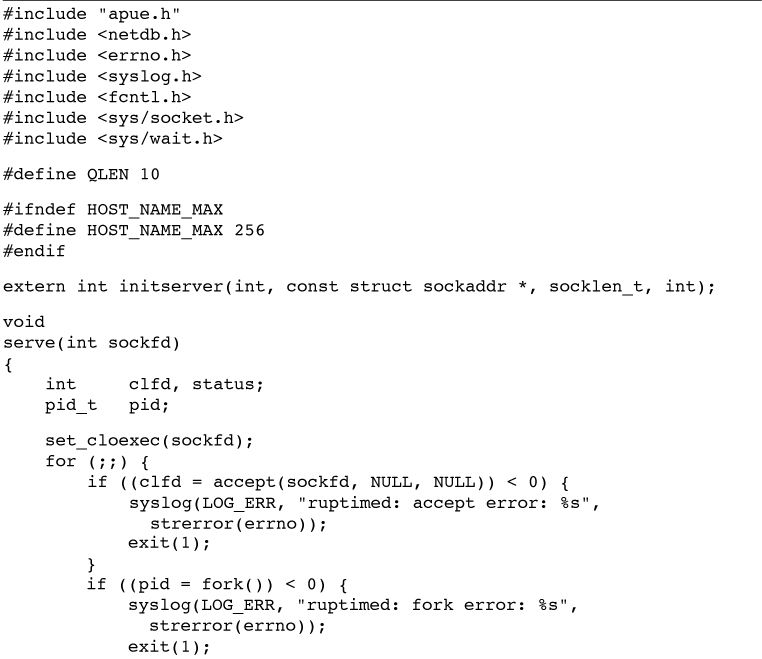 #include "apue.h"
#include <netdb.h>
#include <errno.h>
#include <syslog.h>
#include <fcntl.h>
#include <sys/socket.h>
#include <sys/wait.h>
#define QLEN 10
#ifndef HOST_NAME_MAX
#define HOST_NAME_MAX 256
#endif
extern int initserver(int, const struct sockaddr *, socklen_t, int);
void
serve(int sockfd)
{
    int     clfd, status;
    pid_t   pid;
    set_cloexec(sockfd);
    for (;;) {
        if ((clfd = accept(sockfd, NULL, NULL)) < 0) {
            syslog(LOG_ERR, "ruptimed: accept error: %s",
              strerror(errno));
            exit(1);
        }
        if ((pid = fork()) < 0) {
            syslog(LOG_ERR, "ruptimed: fork error: %s",
              strerror(errno));
            exit(1);